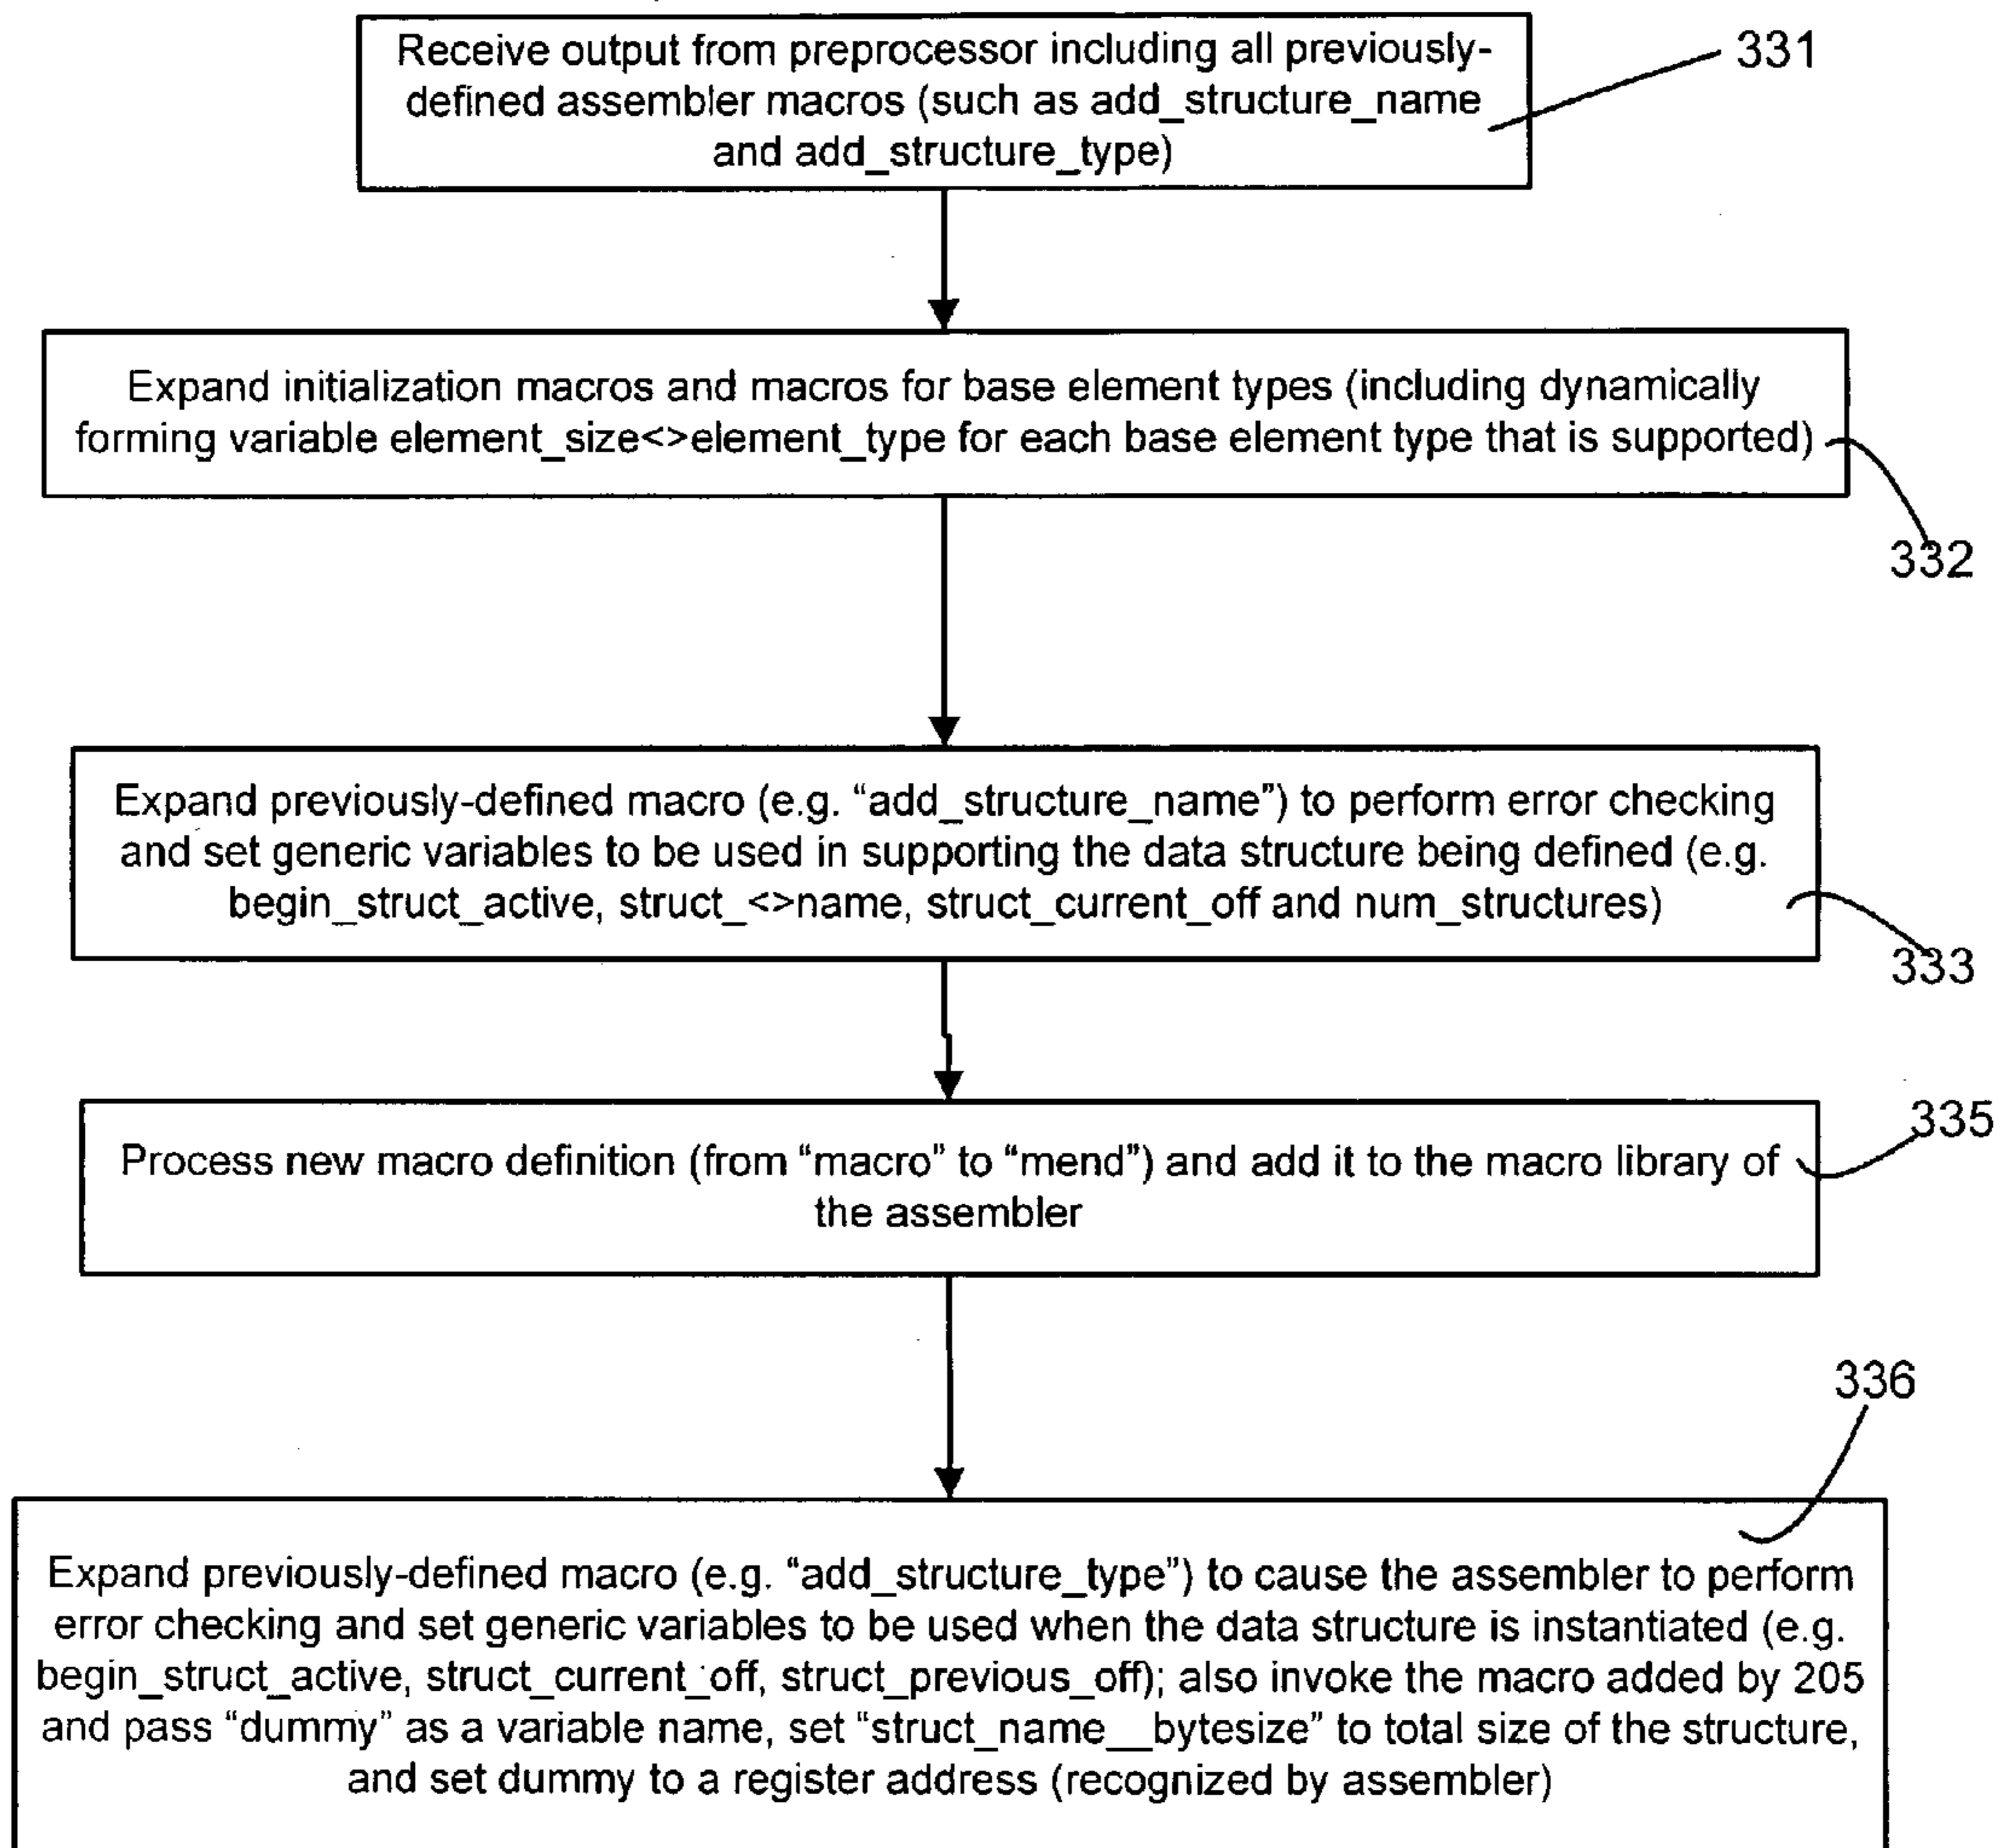 Receive output from preprocessor including all previously-
defined assembler macros (such as add_structure_name
and add_structure_type)
331
Expand initialization macros and macros for base element types (including dynamically
forming variable element_size<>element_type for each base element type that is supported)
332
Expand previously-defined macro (e.g. “add_structure_name”) to perform error checking
and set generic variables to be used in supporting the data structure being defined (e.g.
begin_struct_active, struct_<>name, struct_current_off and num_structures)
333
Process new macro definition (from “macro” to “mend”) and add it to the macro library of
the assembler
335
336
Expand previously-defined macro (e.g. “add_structure_type”) to cause the assembler to perform
error checking and set generic variables to be used when the data structure is instantiated (e.g.
begin_struct_active, struct_current_off, struct_previous_off); also invoke the macro added by 205
and pass “dummy” as a variable name, set “struct_name__bytesize” to total size of the structure,
and set dummy to a register address (recognized by assembler)